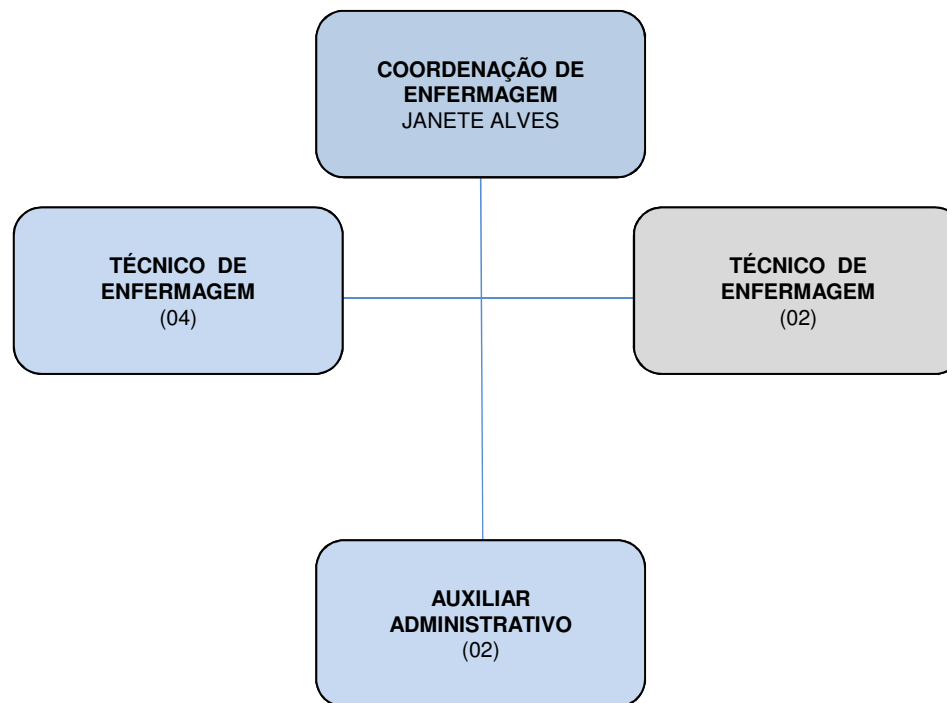 COORDENAÇÃO DE
ENFERMAGEM
JANETE ALVES
TÉCNICO DE
ENFERMAGEM
(04)
TÉCNICO DE
ENFERMAGEM
(02)
AUXILIAR
ADMINISTRATIVO
(02)